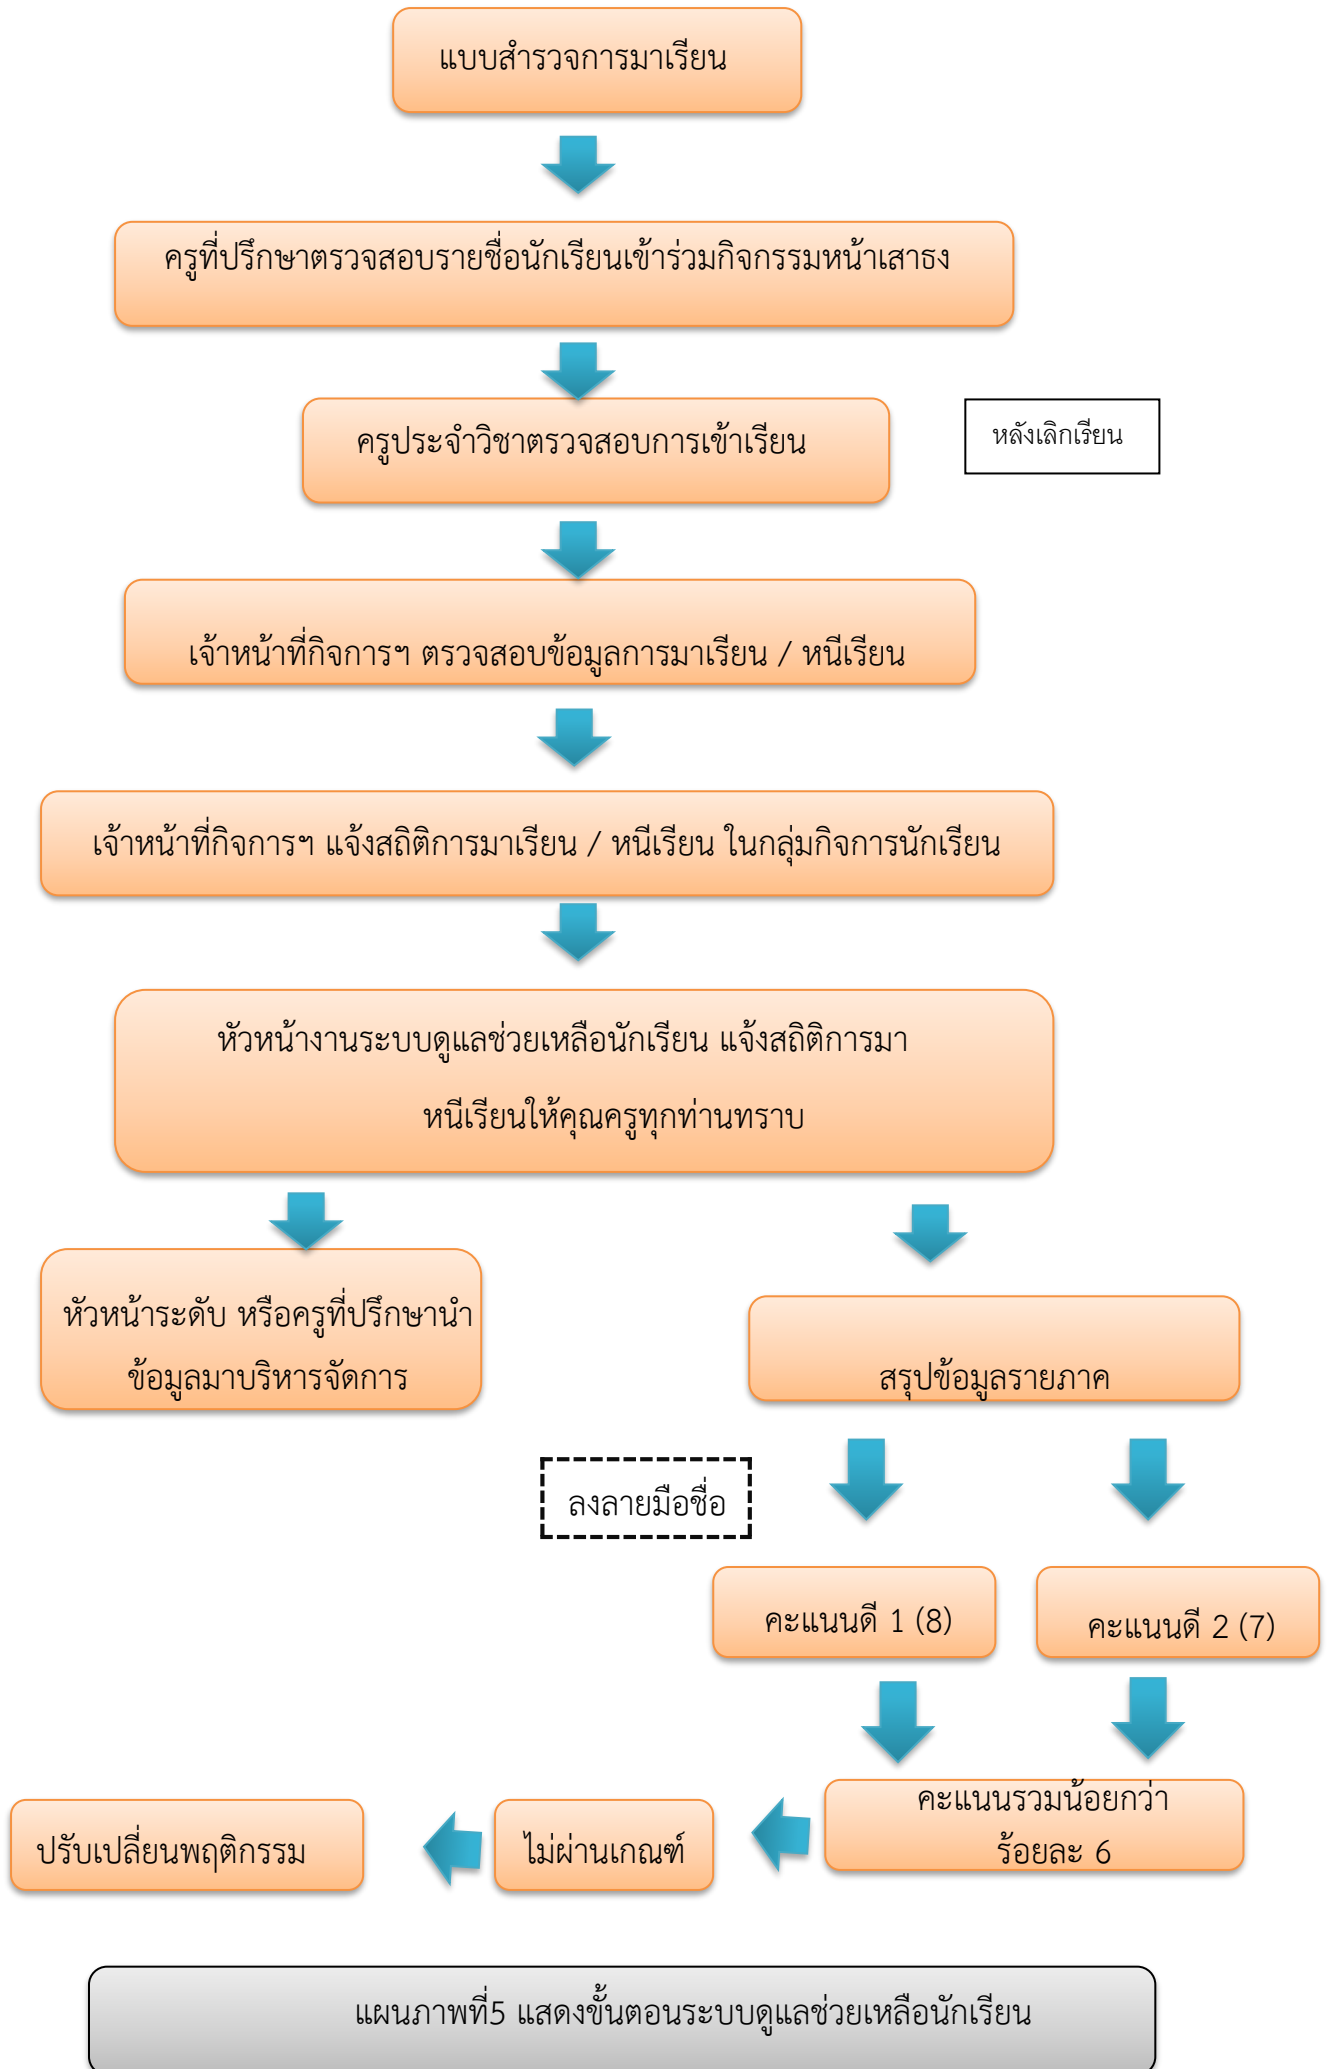 แบบสำรวจการมาเรียน
ครูที่ปรึกษาตรวจสอบรายชื่อนักเรียนเข้าร่วมกิจกรรมหน้าเสาธง
ครูประจำวิชาตรวจสอบการเข้าเรียน
หลังเลิกเรียน
เจ้าหน้าที่กิจการฯ ตรวจสอบข้อมูลการมาเรียน / หนีเรียน
เจ้าหน้าที่กิจการฯ แจ้งสถิติการมาเรียน / หนีเรียน ในกลุ่มกิจการนักเรียน
หัวหน้างานระบบดูแลช่วยเหลือนักเรียน แจ้งสถิติการมา
หนีเรียนให้คุณครูทุกท่านทราบ
หัวหน้าระดับ หรือครูที่ปรึกษานำ
ข้อมูลมาบริหารจัดการ
สรุปข้อมูลรายภาค
ลงลายมือชื่อ
คะแนนดี 1 (8)
คะแนนดี 2 (7)
คะแนนรวมน้อยกว่า
ร้อยละ 6
ไม่ผ่านเกณฑ์
ปรับเปลี่ยนพฤติกรรม
แผนภาพที่5 แสดงขั้นตอนระบบดูแลช่วยเหลือนักเรียน